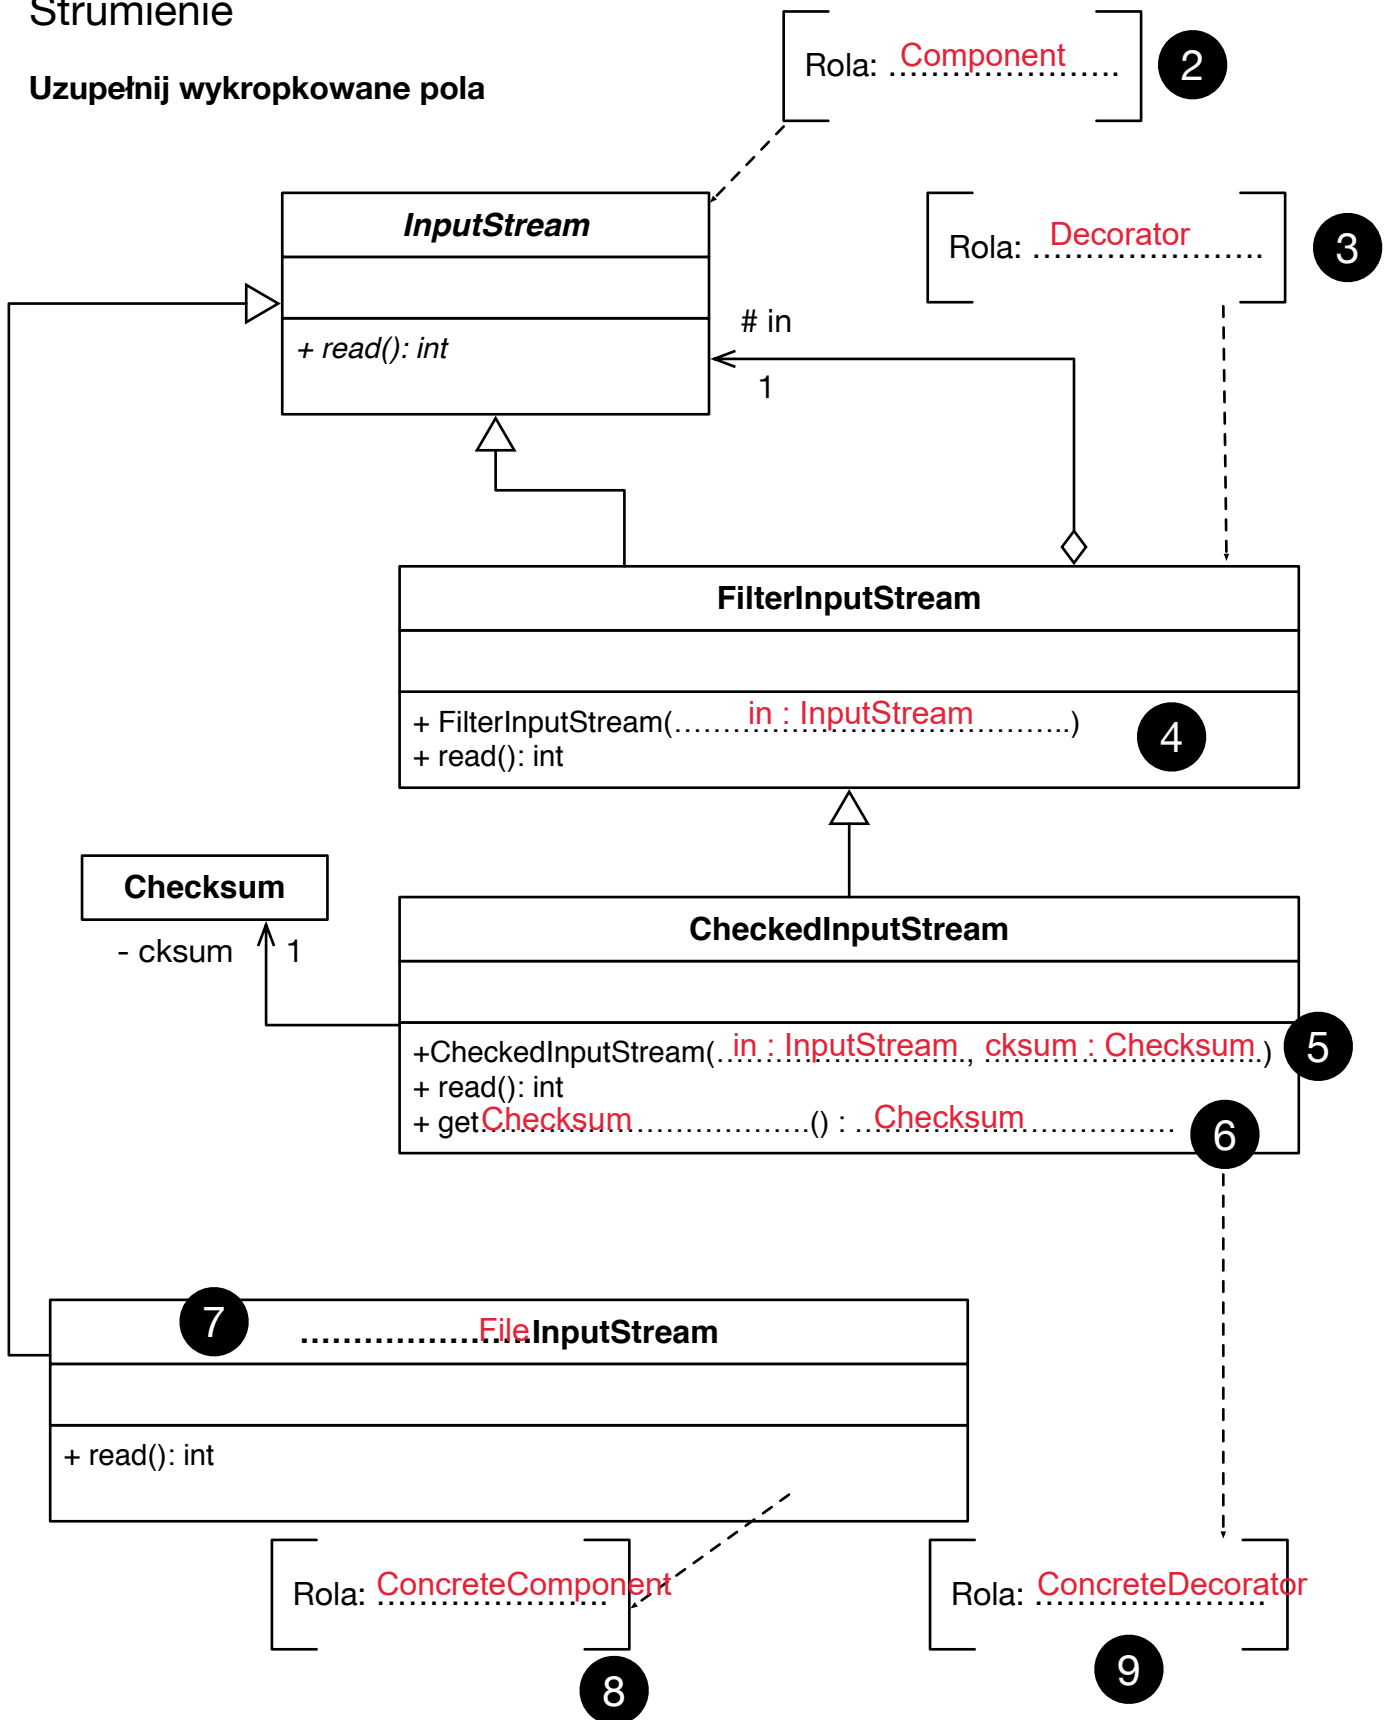 Strumienie
Uzupełnij wykropkowane pola
Rola: Component
2
InputStream
+ read(): int
Rola: Decorator
3
# in
1
FilterInputStream
+ FilterInputStream(in : InputStream)
+ read(): int
4
Checksum
- cksum
1
CheckedInputStream
+CheckedInputStream(in : InputStream, cksum : Checksum)
+ read(): int
+ getChecksum() : Checksum
5
6
7
FileInputStream
+ read(): int
Rola: ConcreteComponent
8
Rola: ConcreteDecorator
9